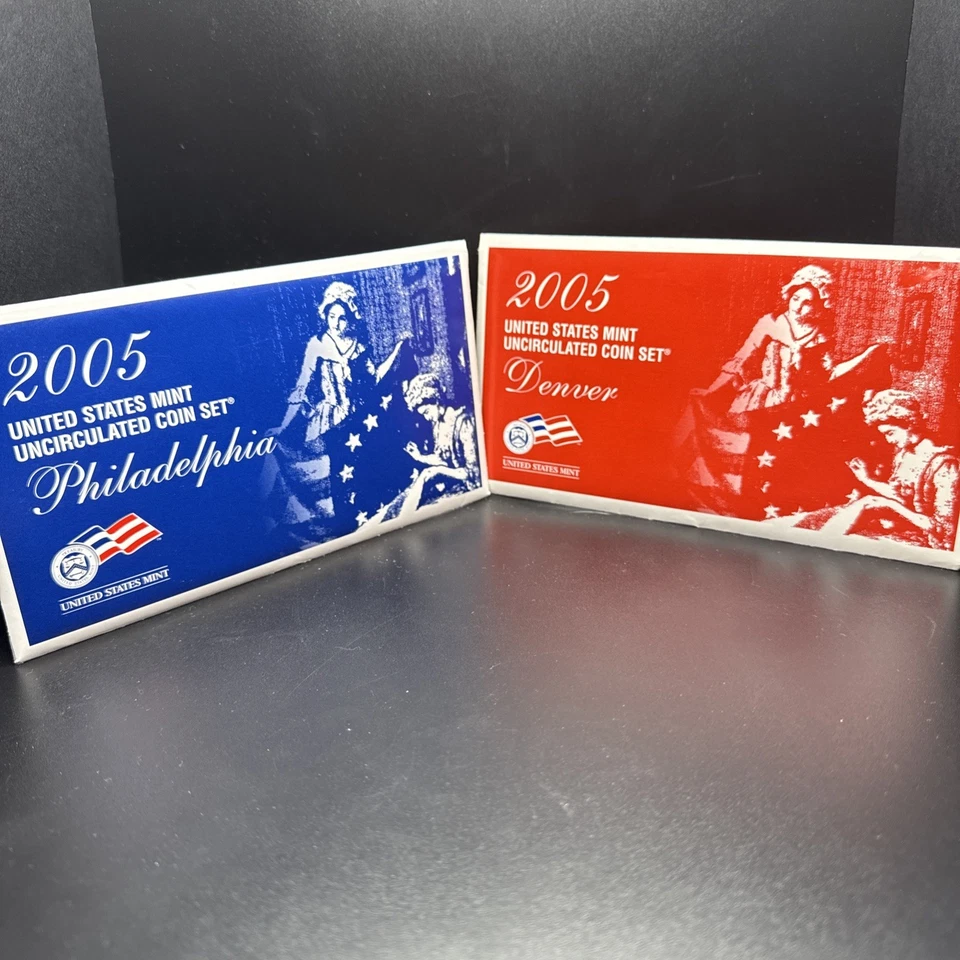 2005
UNITED STATES MINT
UNCIRCULATED COIN SET®
Philadelphia
UNITED STATES MINT
2005
UNITED STATES MINT
UNCIRCULATED COIN SET®
Denver
UNITED STATES MINT